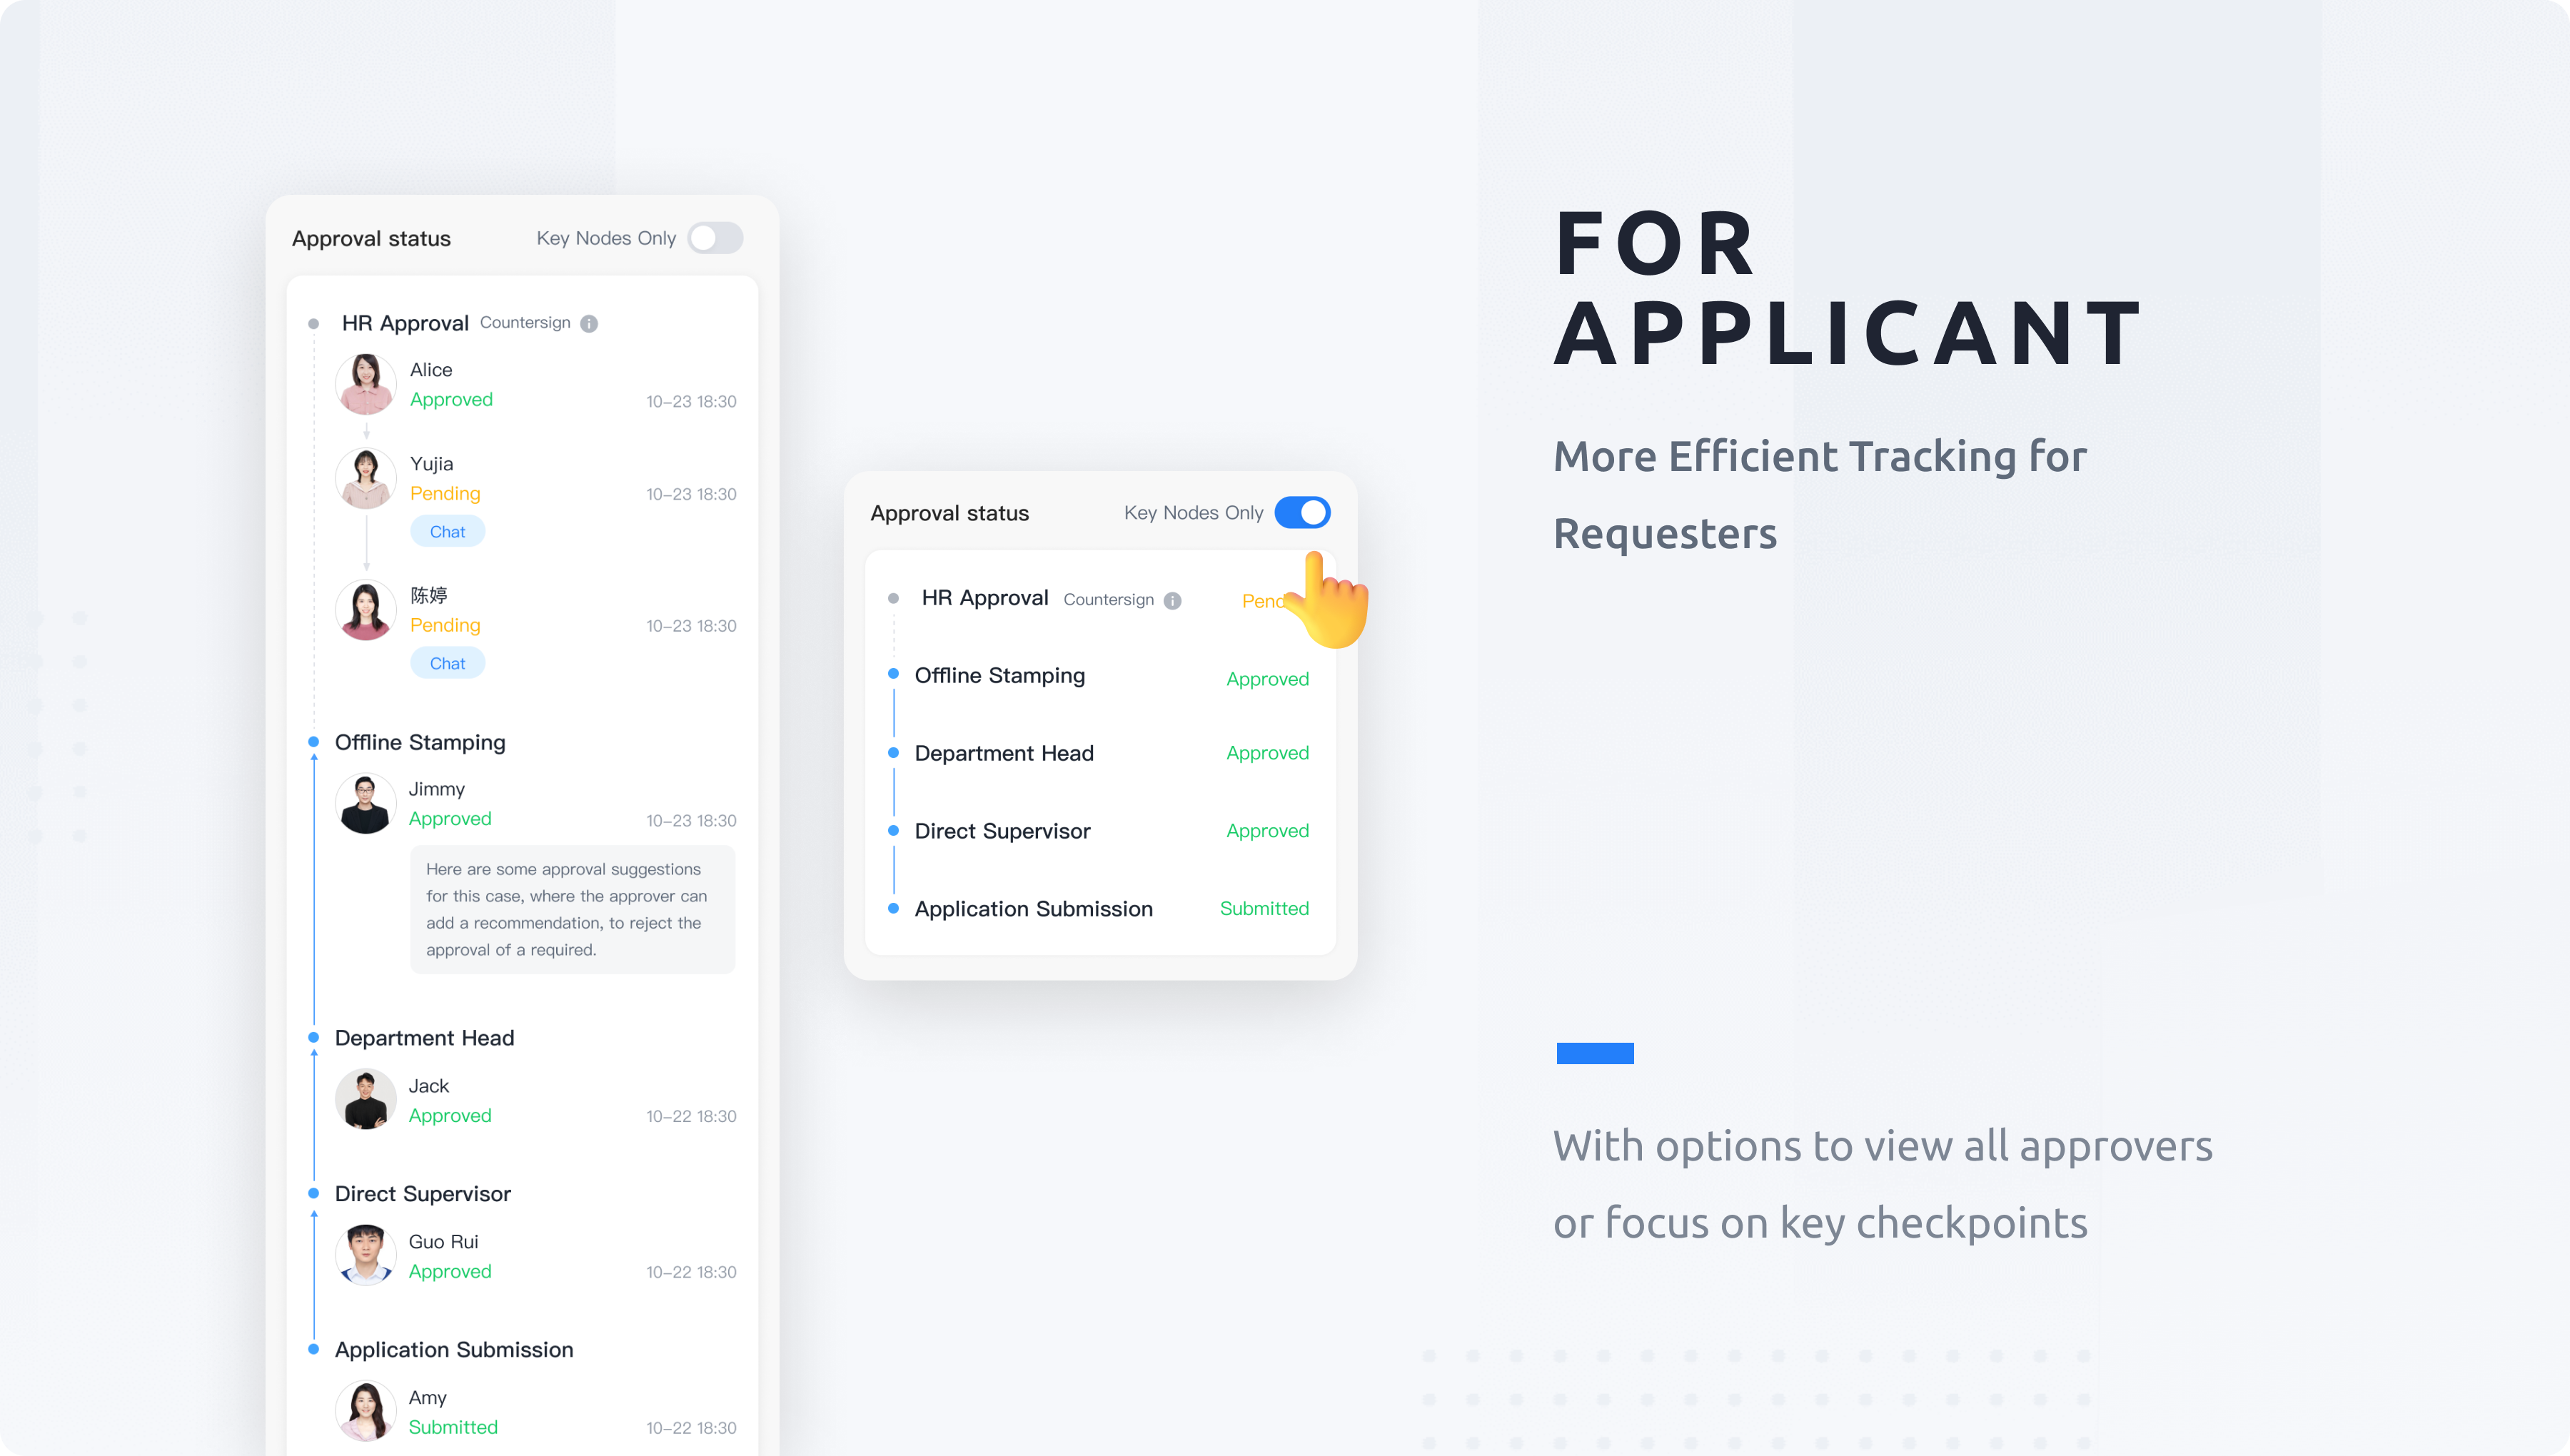 Approval status
Key Nodes Only
HR Approval Countersign
Alice
Approved
10-23 18:30
Yujia
Pending
10-23 18:30
Chat
陈婷
Pending
10-23 18:30
Chat
Offline Stamping
Jimmy
Approved
10-23 18:30
Here are some approval suggestions
for this case, where the approver can
add a recommendation, to reject the
approval of a required.
Department Head
Jack
Approved
10-22 18:30
Direct Supervisor
Guo Rui
Approved
10-22 18:30
Application Submission
Amy
Submitted
10-22 18:30
Approval status
Key Nodes Only
HR Approval Countersign
Offline Stamping Approved
Department Head Approved
Direct Supervisor Approved
Application Submission Submitted
FOR
APPLICANT
More Efficient Tracking for
Requesters
With options to view all approvers
or focus on key checkpoints